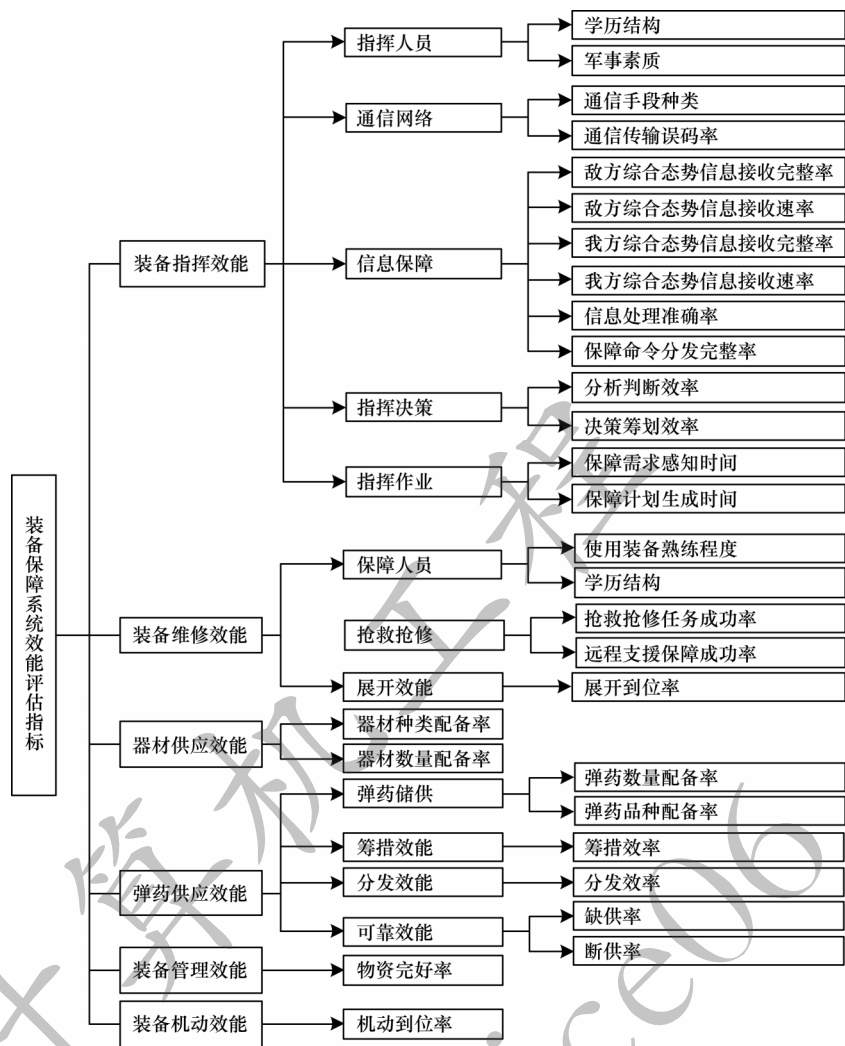 装备保障系统效能评估指标
装备指挥效能
指挥人员
学历结构
军事素质
通信网络
通信手段种类
通信传输误码率
信息保障
敌方综合态势信息接收完整率
敌方综合态势信息接收速率
我方综合态势信息接收完整率
我方综合态势信息接收速率
信息处理准确率
保障命令分发完整率
指挥决策
分析判断效率
决策筹划效率
指挥作业
保障需求感知时间
保障计划生成时间
装备维修效能
保障人员
使用装备熟练程度
学历结构
抢救抢修
抢救抢修任务成功率
远程支援保障成功率
展开效能
展开到位率
器材供应效能
器材种类配备率
器材数量配备率
弹药供应效能
弹药储供
弹药数量配备率
弹药品种配备率
筹措效能
筹措效率
分发效能
分发效率
可靠效能
缺供率
断供率
装备管理效能
物资完好率
装备机动效能
机动到位率
计算机工程